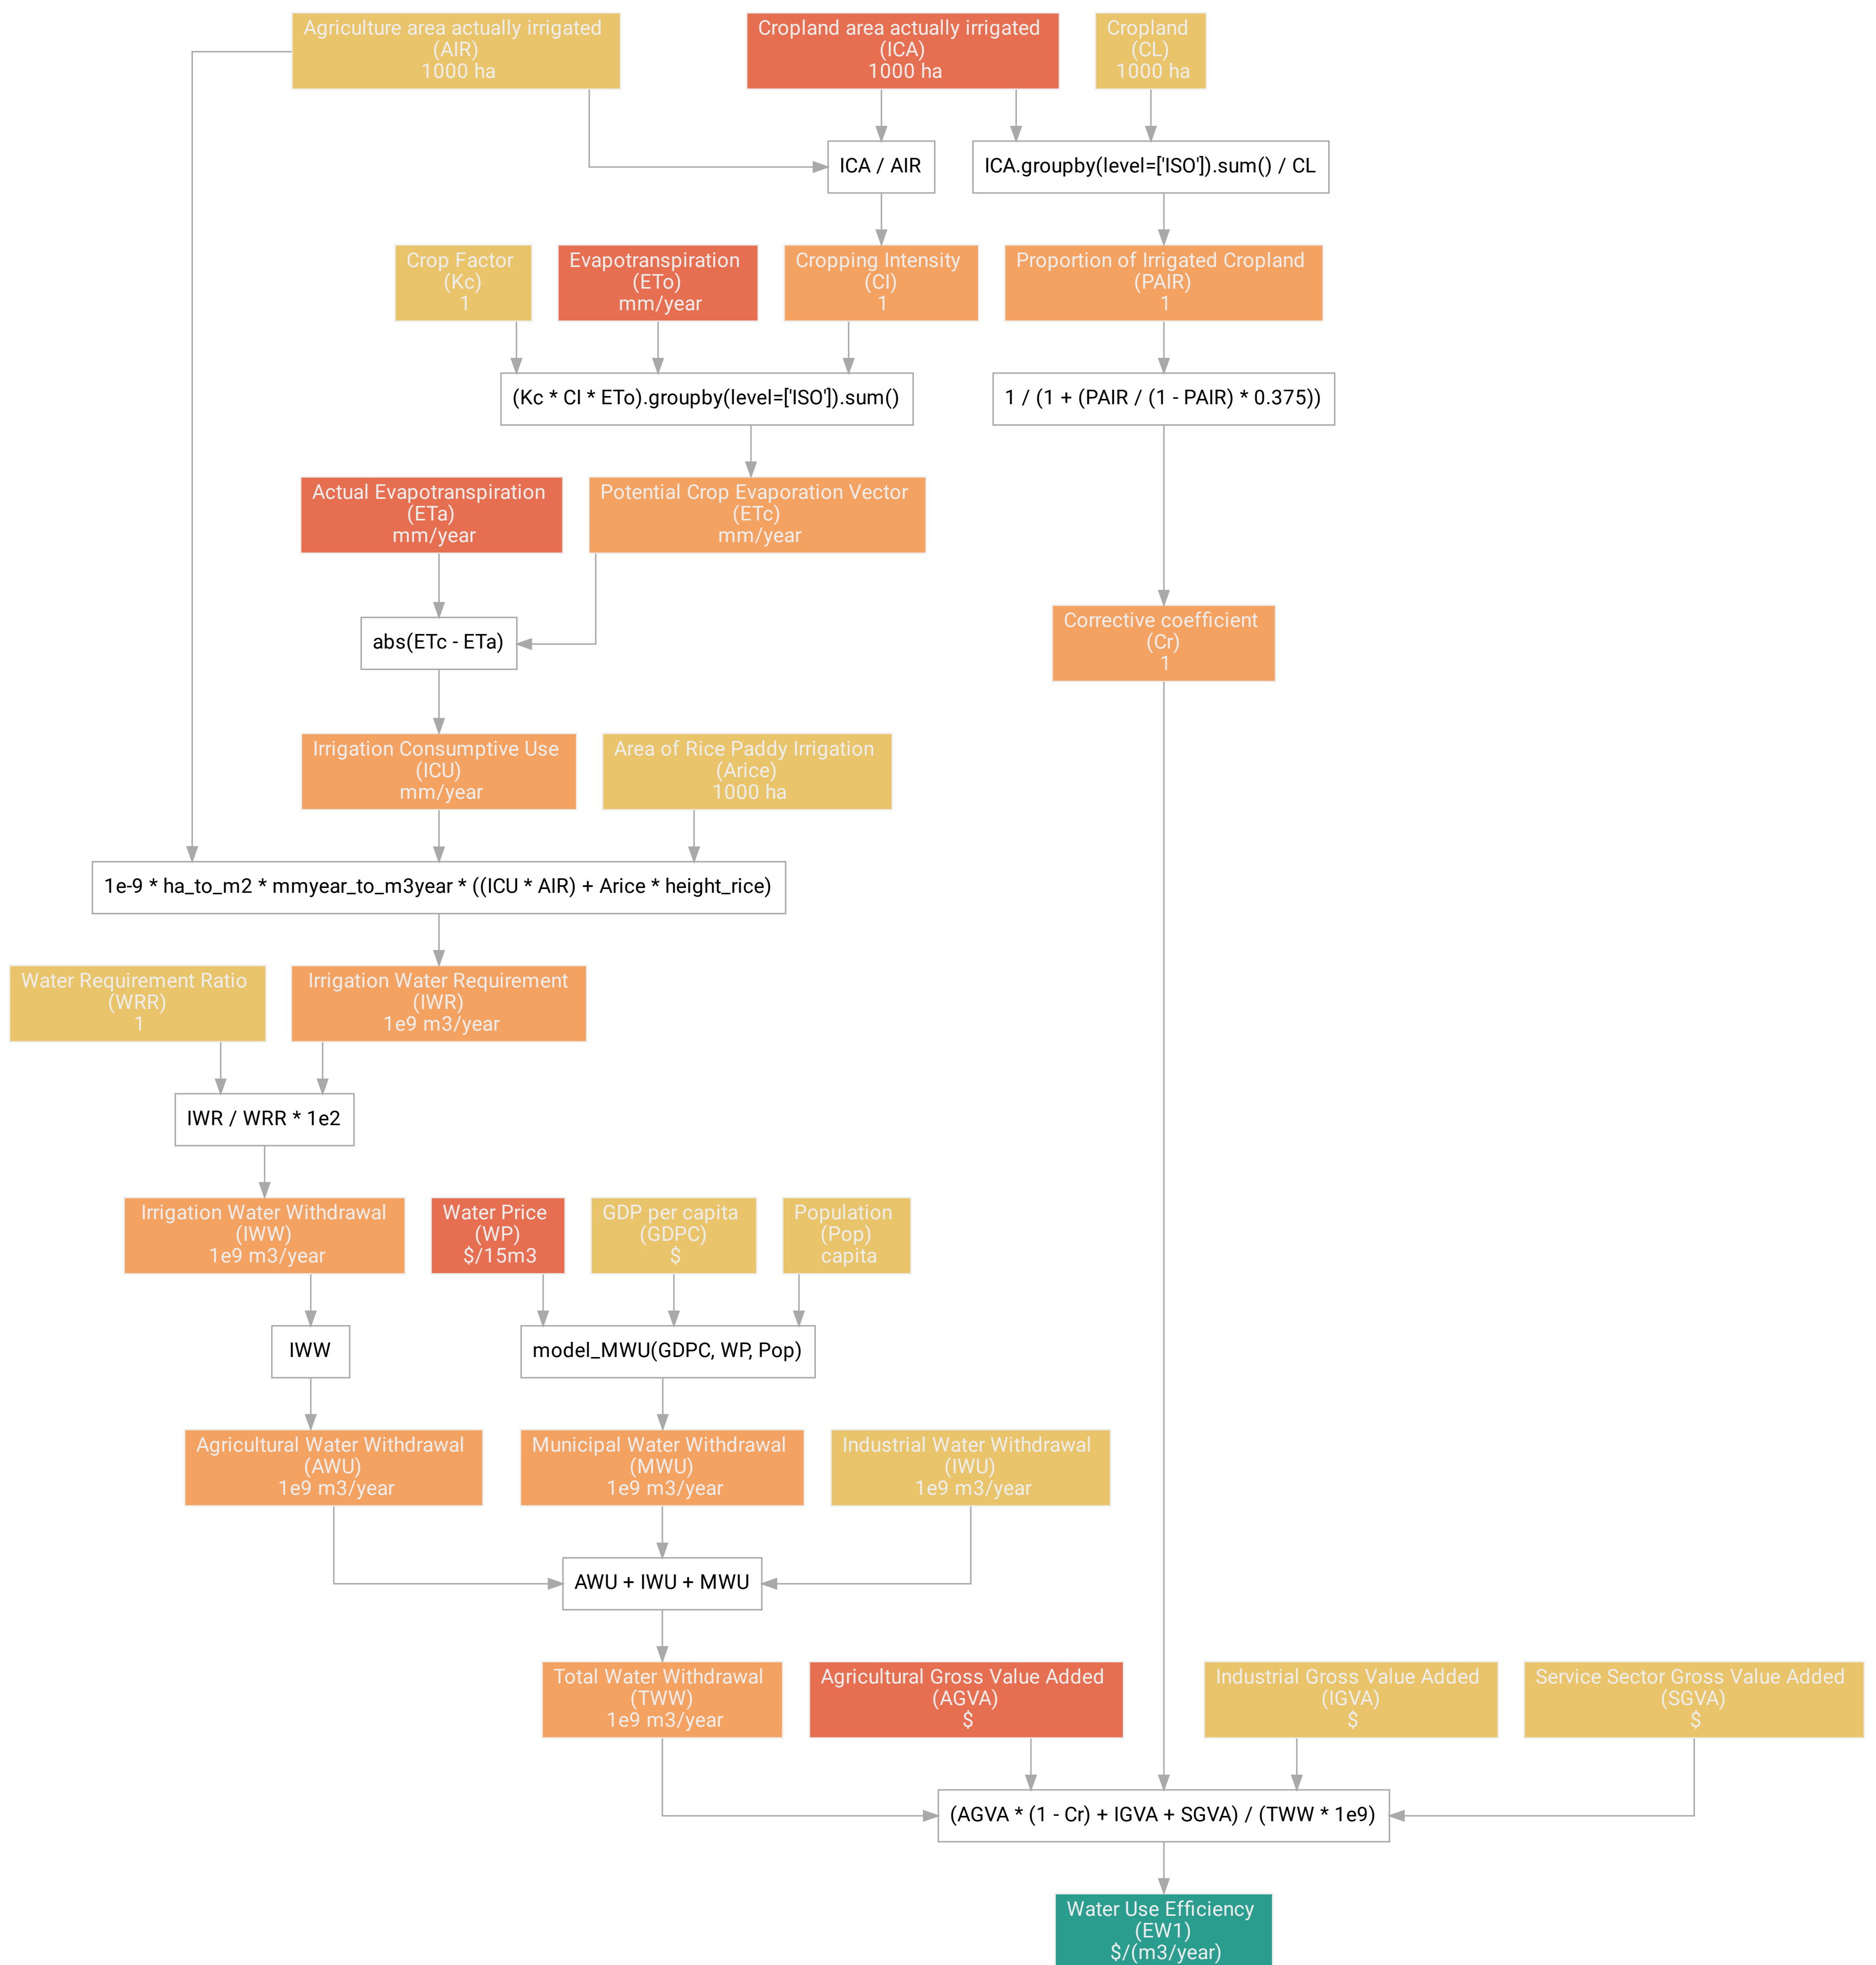 Agriculture area actually irrigated
(AIR)
1000 ha
Cropland area actually irrigated
(ICA)
1000 ha
Cropland
(CL)
1000 ha
ICA / AIR
ICA.groupby(level=['ISO']).sum() / CL
Crop Factor
(Kc)
1
Evapotranspiration
(ETo)
mm/year
Cropping Intensity
(CI)
1
Proportion of Irrigated Cropland
(PAIR)
1
(Kc * CI * ETo).groupby(level=['ISO']).sum()
1 / (1 + (PAIR / (1 - PAIR) * 0.375))
Actual Evapotranspiration
(ETa)
mm/year
Potential Crop Evaporation Vector
(ETc)
mm/year
abs(ETc - ETa)
Corrective coefficient
(Cr)
1
Irrigation Consumptive Use
(ICU)
mm/year
Area of Rice Paddy Irrigation
(Arice)
1000 ha
1e-9 * ha_to_m2 * mmyear_to_m3year * ((ICU * AIR) + Arice * height_rice)
Water Requirement Ratio
(WRR)
1
Irrigation Water Requirement
(IWR)
1e9 m3/year
IWR / WRR * 1e2
Irrigation Water Withdrawal
(IWW)
1e9 m3/year
Water Price
(WP)
$/15m3
GDP per capita
(GDPC)
$
Population
(Pop)
capita
IWW
model_MWU(GDPC, WP, Pop)
Agricultural Water Withdrawal
(AWU)
1e9 m3/year
Municipal Water Withdrawal
(MWU)
1e9 m3/year
Industrial Water Withdrawal
(IWU)
1e9 m3/year
AWU + IWU + MWU
Total Water Withdrawal
(TWW)
1e9 m3/year
Agricultural Gross Value Added
(AGVA)
$
Industrial Gross Value Added
(IGVA)
$
Service Sector Gross Value Added
(SGVA)
$
(AGVA * (1 - Cr) + IGVA + SGVA) / (TWW * 1e9)
Water Use Efficiency
(EW1)
$/(m3/year)